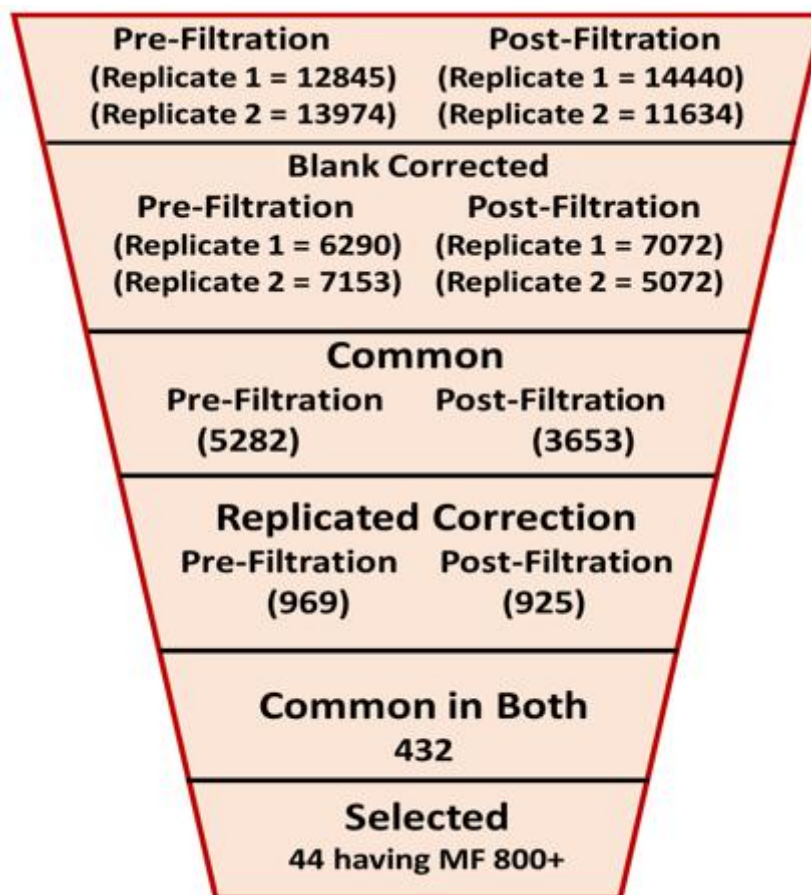 Pre-Filtration Post-Filtration
(Replicate 1 = 12845) (Replicate 1 = 14440)
(Replicate 2 = 13974) (Replicate 2 = 11634)
Blank Corrected
Pre-Filtration Post-Filtration
(Replicate 1 = 6290) (Replicate 1 = 7072)
(Replicate 2 = 7153) (Replicate 2 = 5072)
Common
Pre-Filtration Post-Filtration
(5282) (3653)
Replicated Correction
Pre-Filtration Post-Filtration
(969) (925)
Common in Both
432
Selected
44 having MF 800+